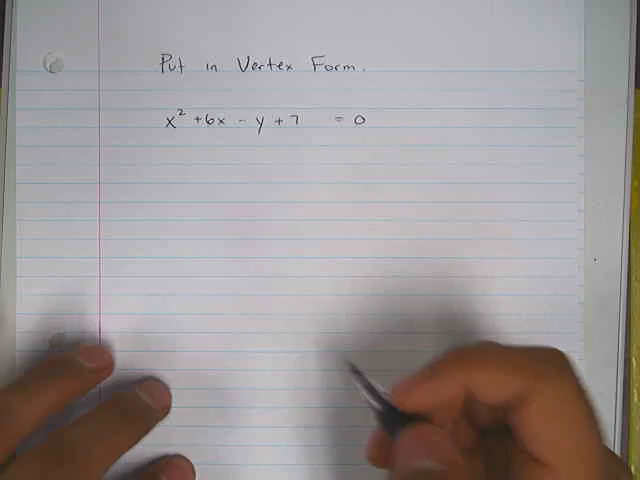 Put in Vertex Form.
x² +6x - y + 7 = 0